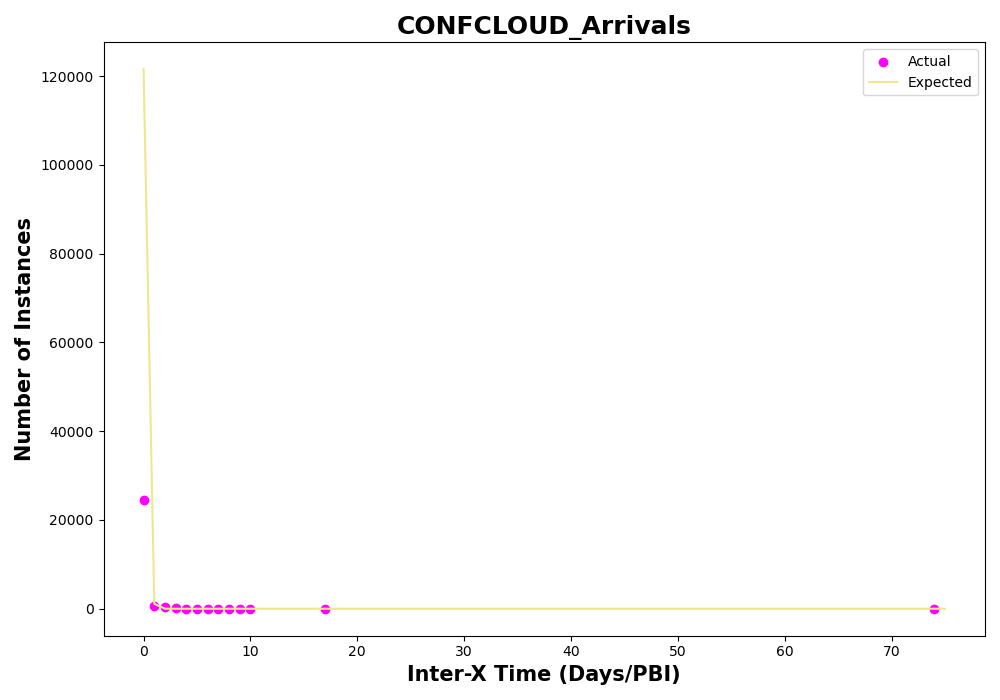 CONFCLOUD_Arrivals
Actual
Expected
120000
100000
80000
60000
40000
20000
0
Number of Instances
0 10 20 30 40 50 60 70
Inter-X Time (Days/PBI)